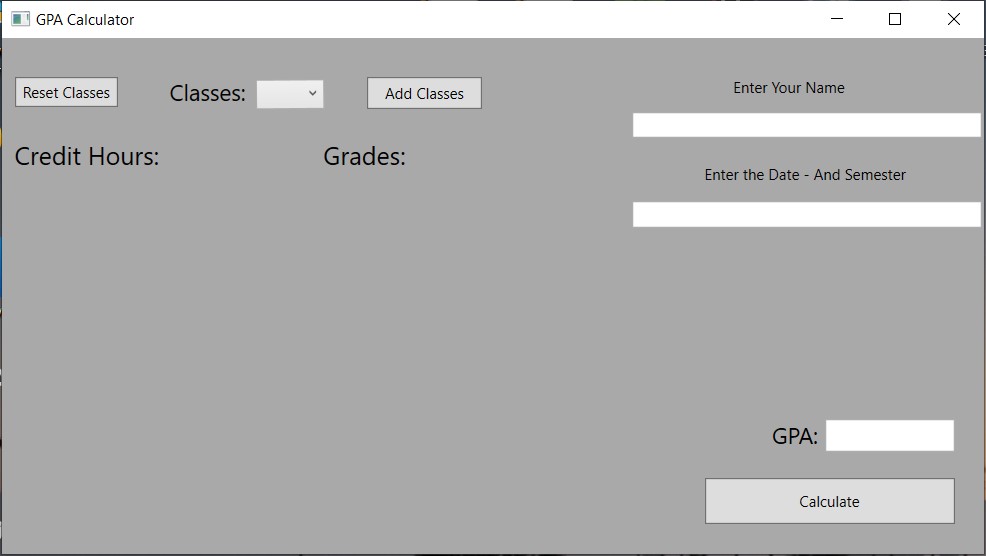 GPA Calculator
Reset Classes
Classes:
Add Classes
Enter Your Name
Credit Hours:
Grades:
Enter the Date - And Semester
GPA:
Calculate